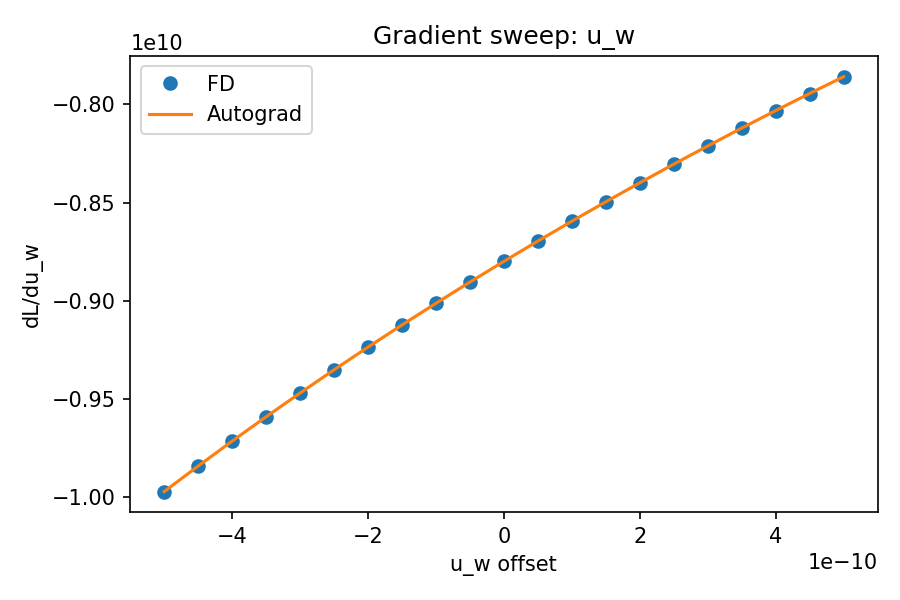 Gradient sweep: u_w
1e10
FD
Autograd
−0.80
−0.85
−0.90
−0.95
−1.00
dL/du_w
−4
−2
0
2
4
u_w offset
1e−10